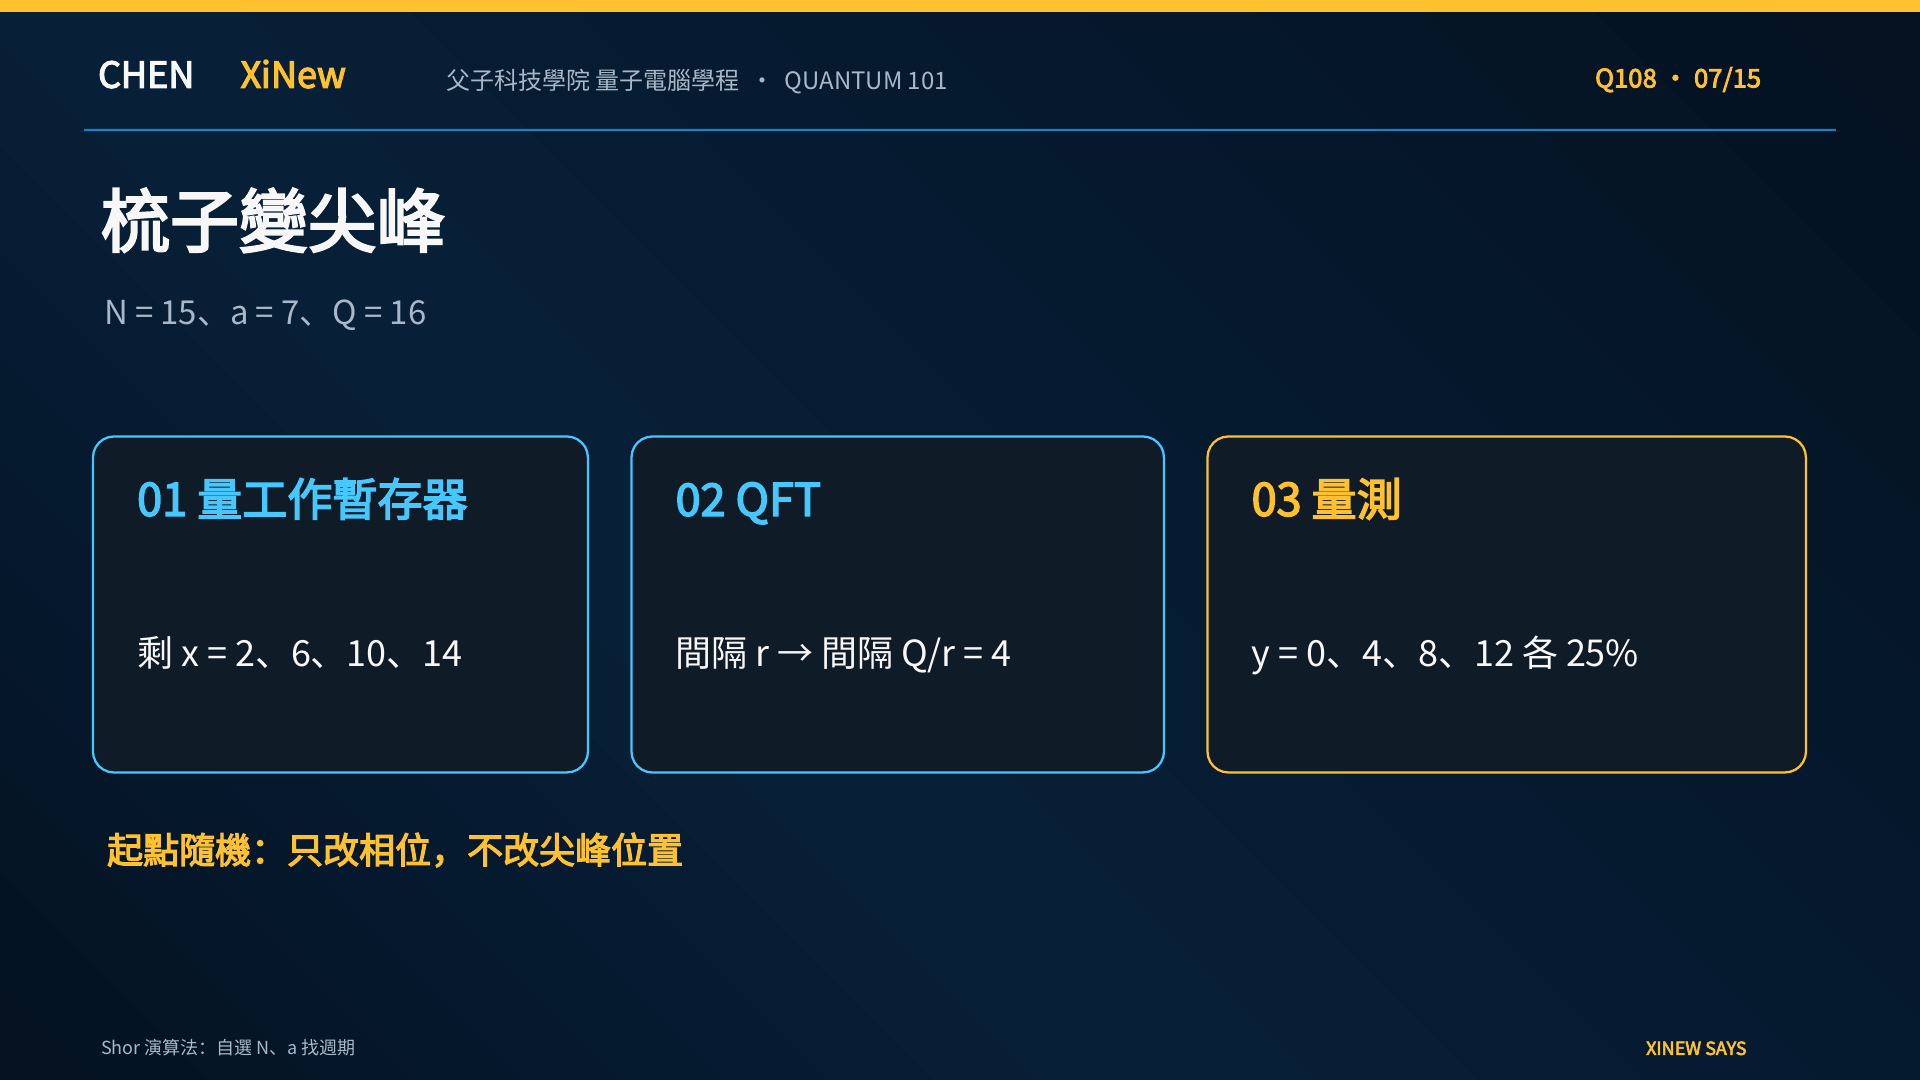 CHEN XiNew 父子科技學院 量子電腦學程 · QUANTUM 101 Q108 · 07/15
梳子變尖峰
N = 15、a = 7、Q = 16
01 量工作暫存器
剩 x = 2、6、10、14
02 QFT
間隔 r → 間隔 Q/r = 4
03 量測
y = 0、4、8、12 各 25%
起點隨機：只改相位，不改尖峰位置
Shor 演算法：自選 N、a 找週期
XINEW SAYS